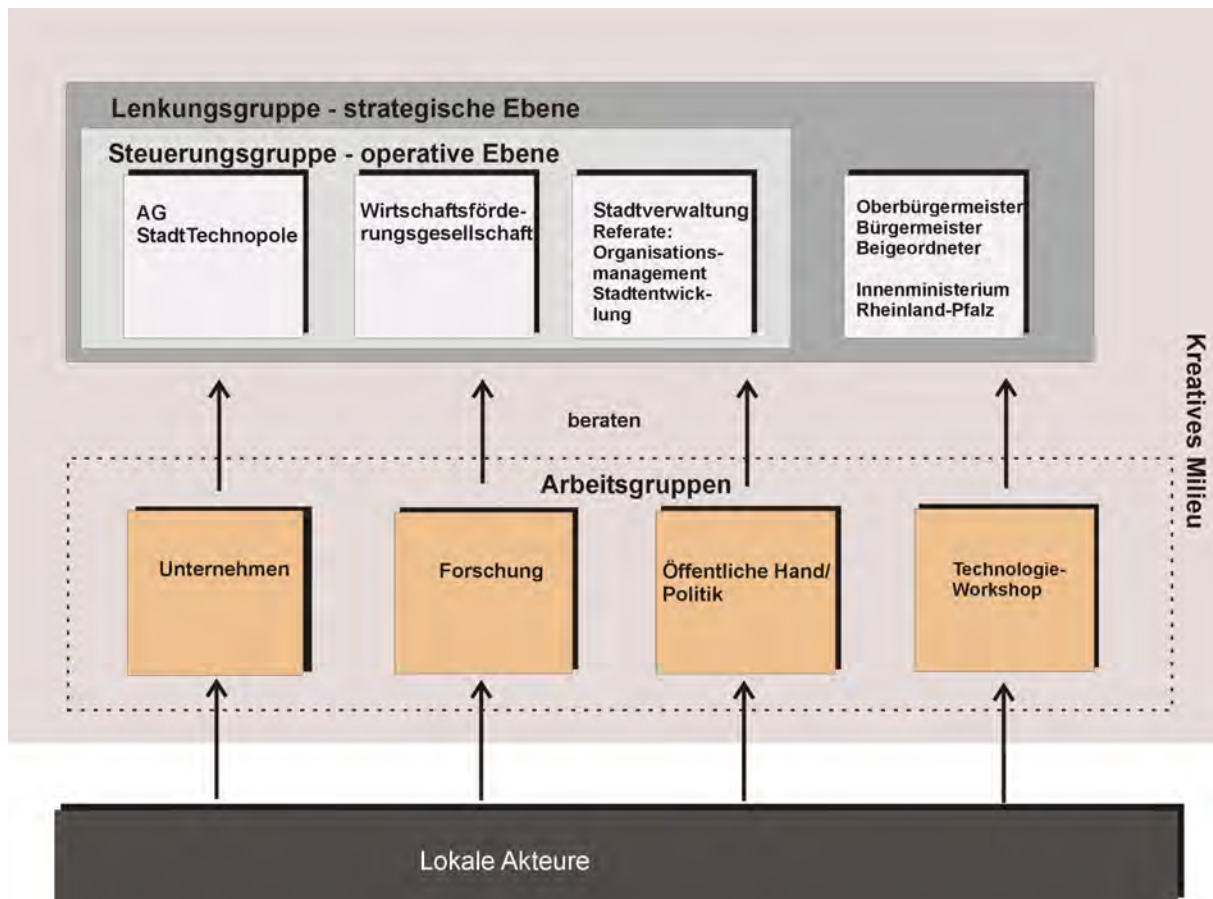 Lenkungsgruppe - strategische Ebene
Steuerungsgruppe - operative Ebene
AG
StadtTechnopole
Wirtschaftsförde-
rungsgesellschaft
Stadtverwaltung
Referate:
Organisations-
management
Stadtentwick-
lung
Oberbürgermeister
Bürgermeister
Beigeordneter
Innenministerium
Rheinland-Pfalz
Kreatives Milieu
beraten
Arbeitsgruppen
Unternehmen
Forschung
Öffentliche Hand/
Politik
Technologie-
Workshop
Lokale Akteure